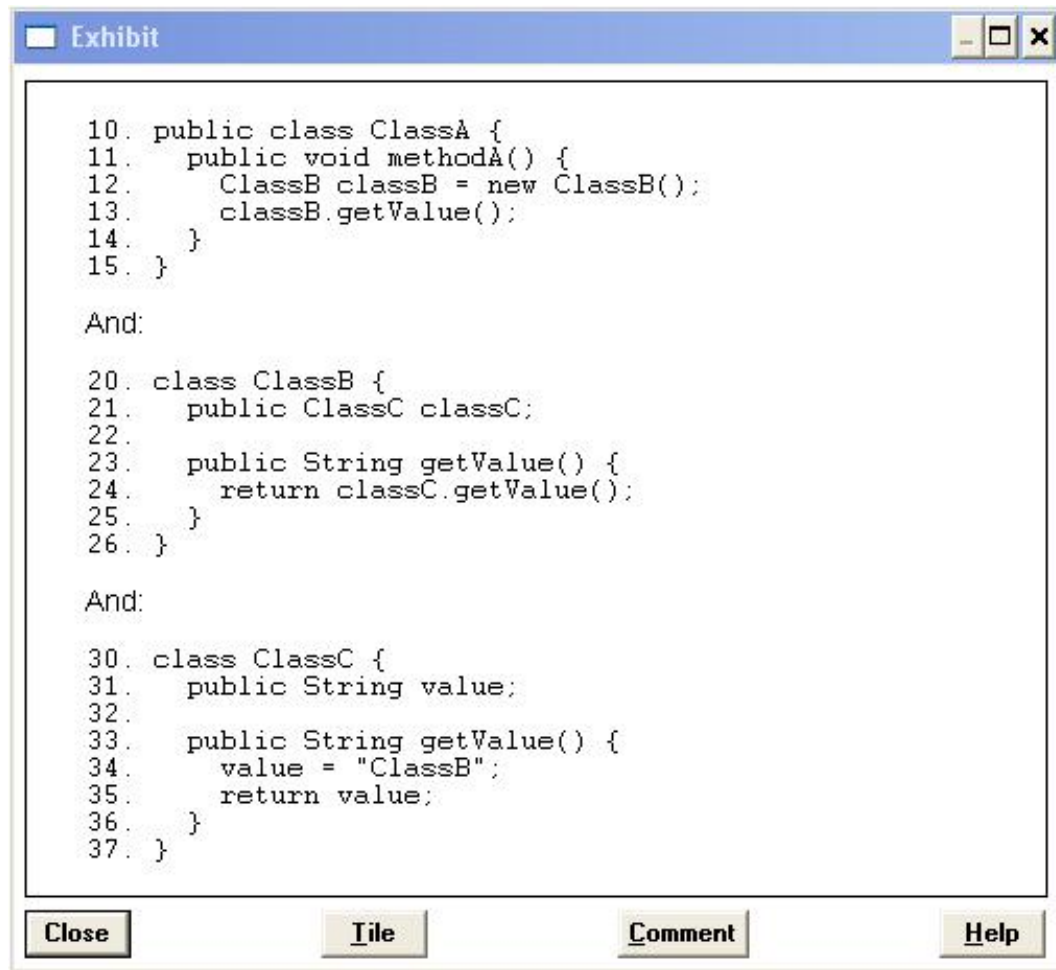 Exhibit
10. public class ClassA {
11. public void methodA() {
12. ClassB classB = new ClassB();
13. classB.getValue();
14. }
15. }
And:
20. class ClassB {
21. public ClassC classC;
22.
23. public String getValue() {
24. return classC.getValue();
25. }
26. }
And:
30. class ClassC {
31. public String value;
32.
33. public String getValue() {
34. value = "ClassB";
35. return value;
36. }
37. }
Close Tile Comment Help